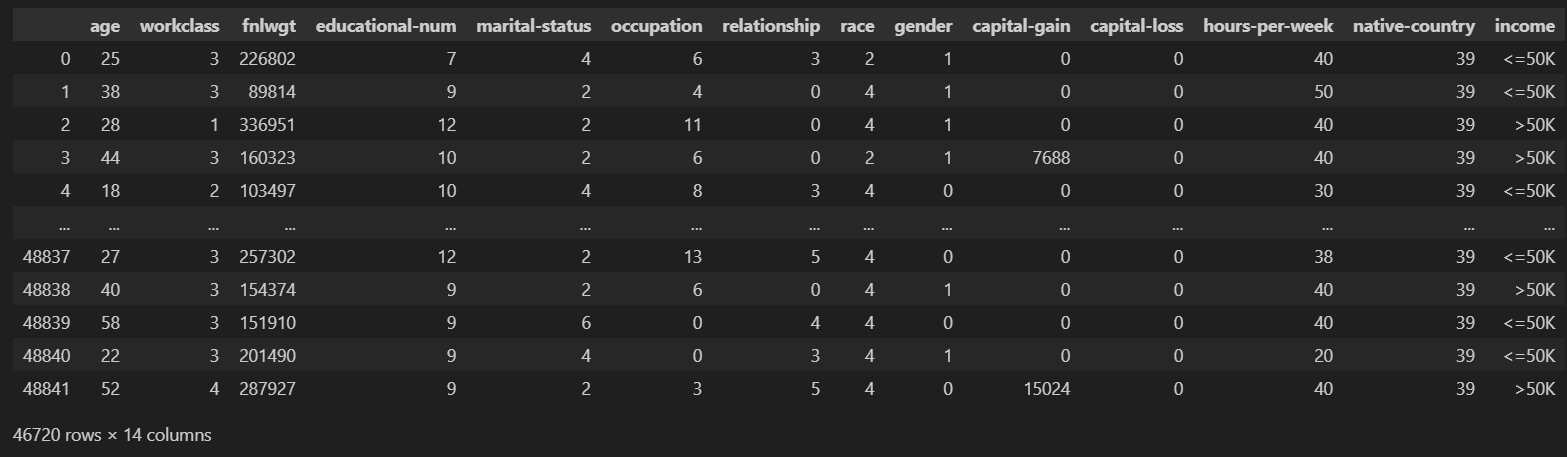 age workclass fnlwgt educational-num marital-status occupation relationship race gender capital-gain capital-loss hours-per-week native-country income
0 25 3 226802 7 4 6 3 2 1 0 0 40 39 <=50K
1 38 3 89814 9 2 4 0 4 1 0 0 50 39 <=50K
2 28 1 336951 12 2 11 0 4 1 0 0 40 39 >50K
3 44 3 160323 10 2 6 0 2 1 7688 0 40 39 >50K
4 18 2 103497 10 4 8 3 4 0 0 0 30 39 <=50K
... ... ... ... ... ... ... ... ... ... ... ... ... ... ...
48837 27 3 257302 12 2 13 5 4 0 0 0 38 39 <=50K
48838 40 3 154374 9 2 6 0 4 1 0 0 40 39 >50K
48839 58 3 151910 9 6 0 4 4 0 0 0 40 39 <=50K
48840 22 3 201490 9 4 0 3 4 1 0 0 20 39 <=50K
48841 52 4 287927 9 2 3 5 4 0 15024 0 40 39 >50K
46720 rows × 14 columns